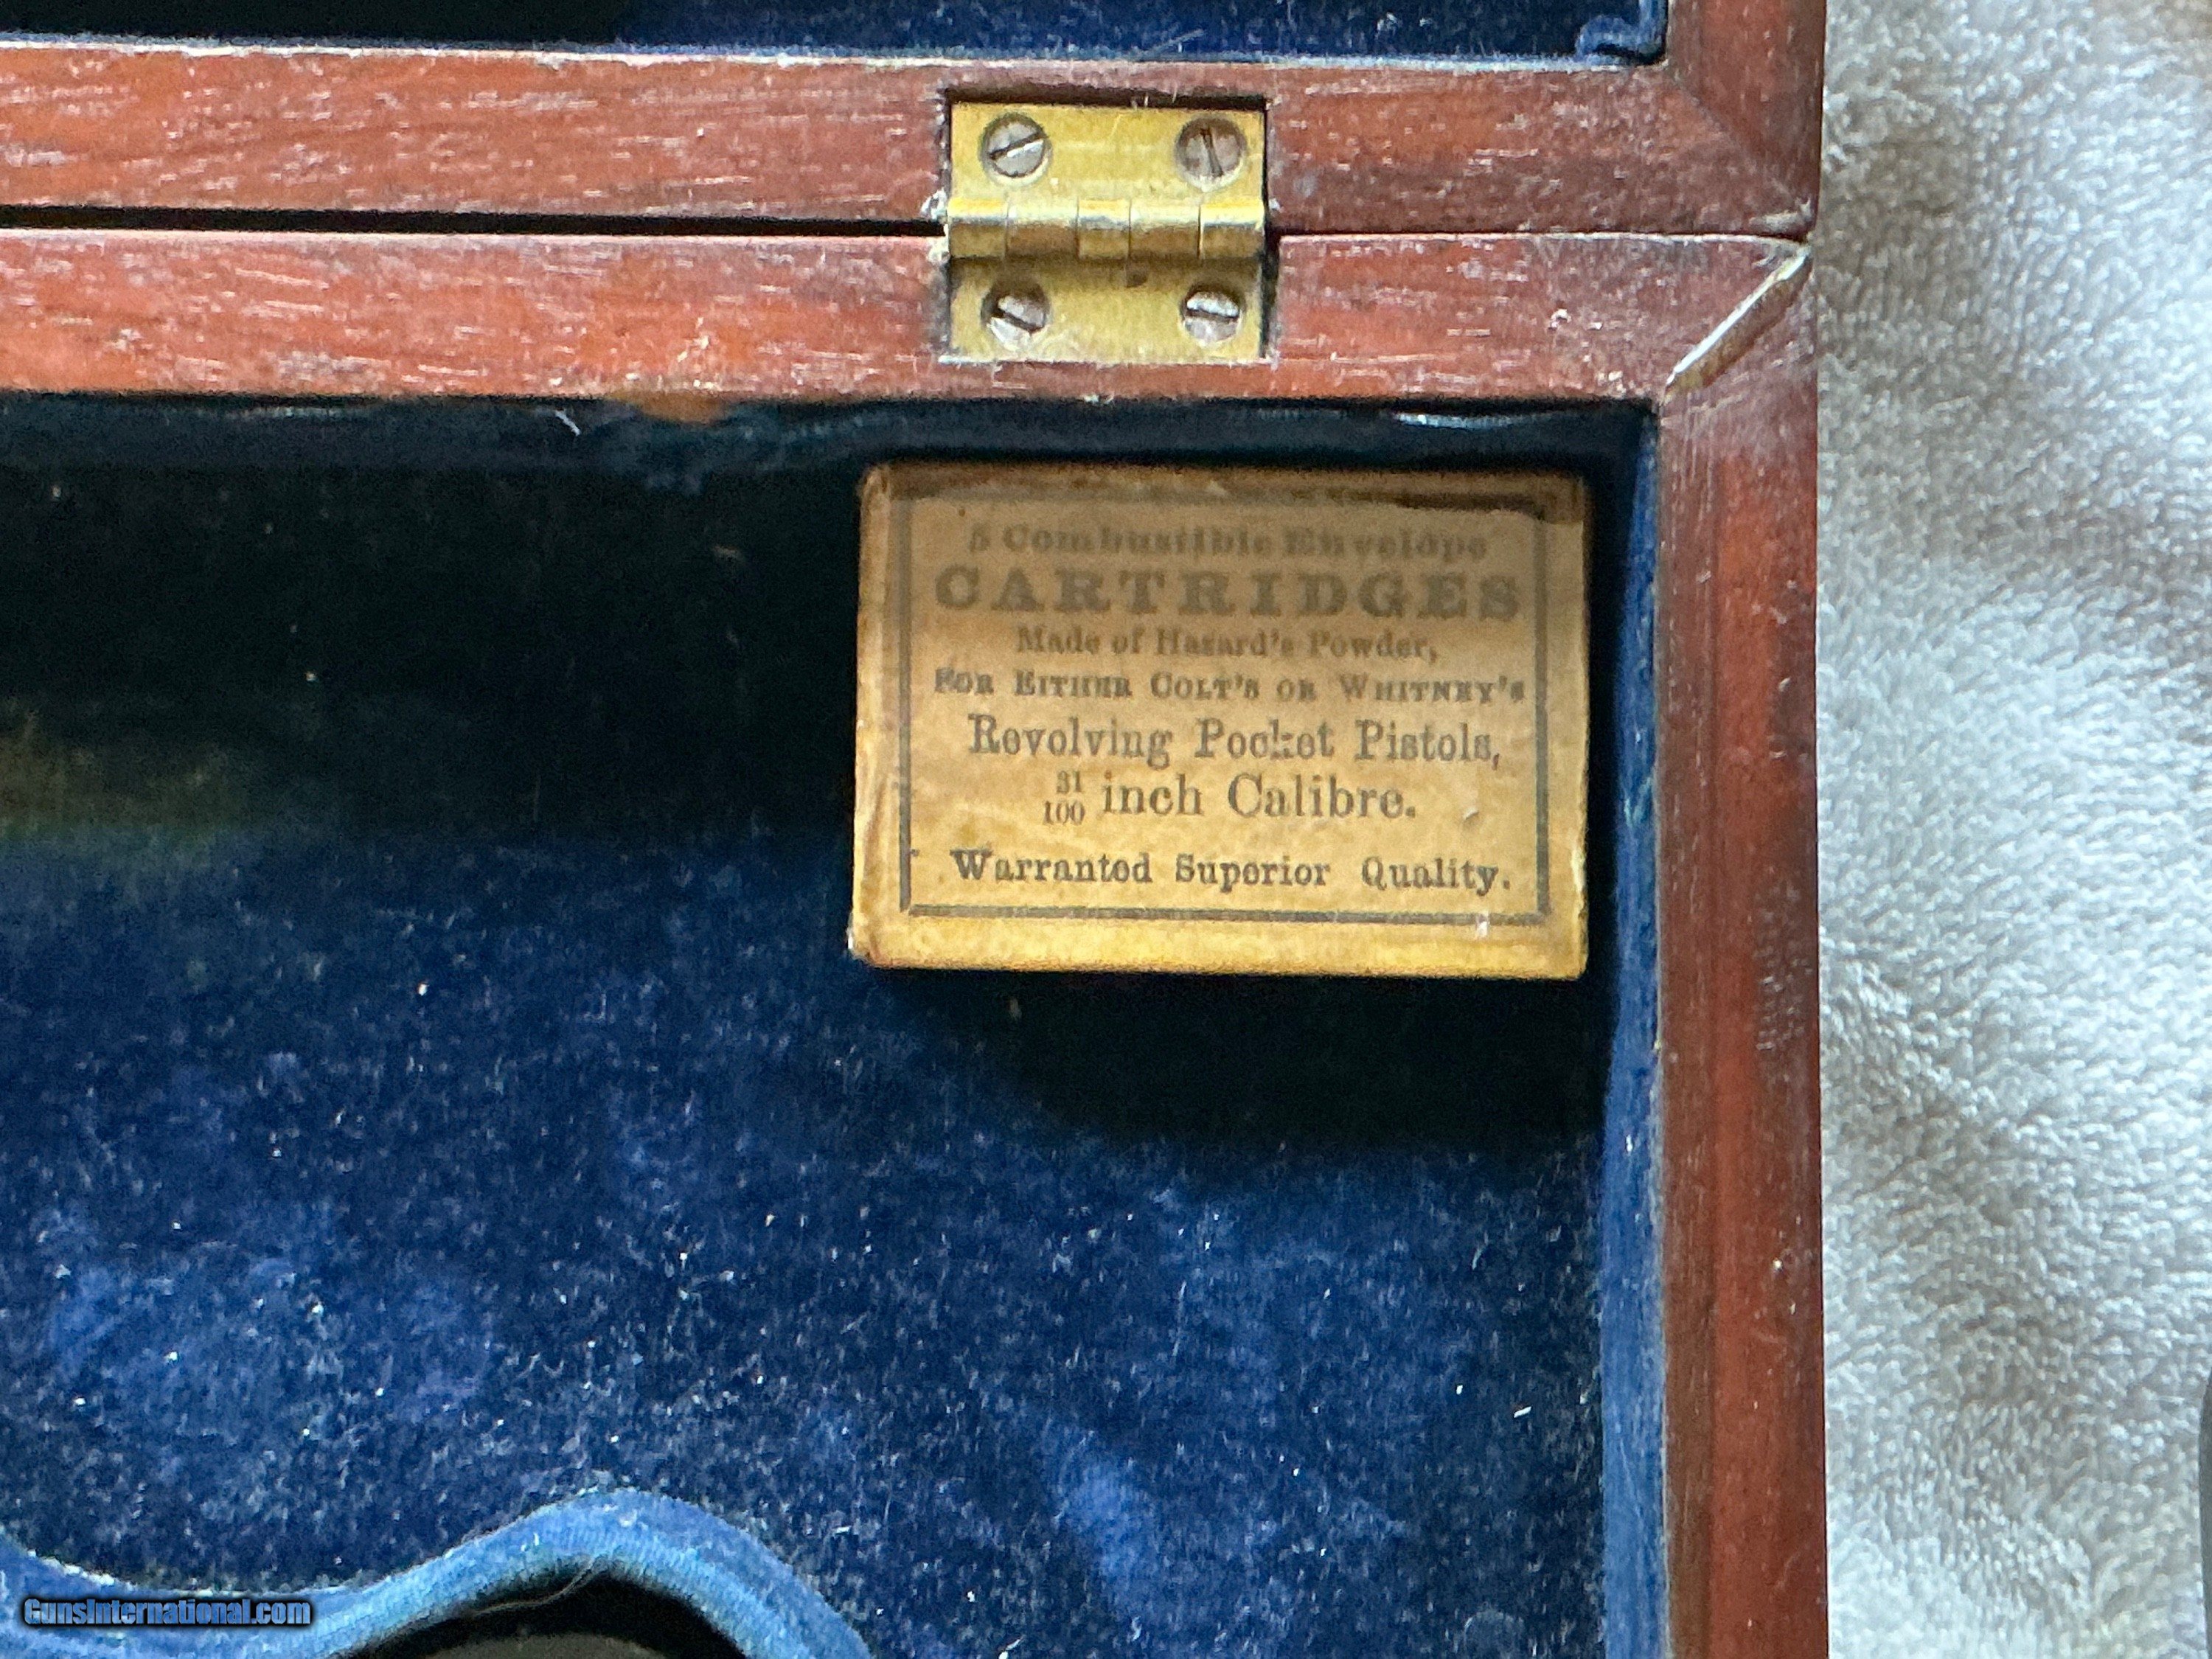 5 Combustible Envelope
CARTRIDGES
Made of Hazard's Powder,
FOR EITHER COLT'S OR WHITNEY'S
Revolving Pocket Pistols,
31/100 inch Calibre.
Warranted Superior Quality.
GunsInternational.com